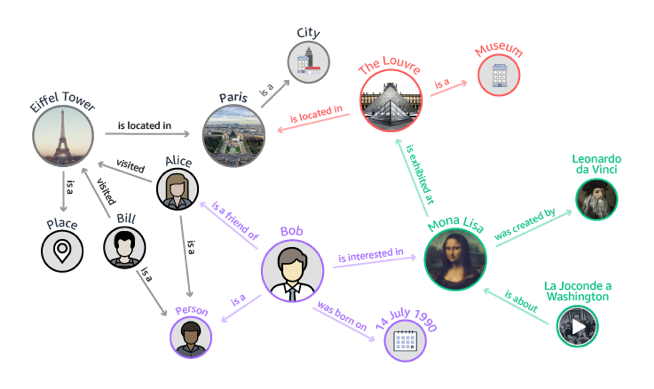 City
The Louvre
Museum
is a
is a
Eiffel Tower
Paris
is located in
is located in
Alice
visited
visited
is a
is exhibited at
Leonardo
da Vinci
Place
Bill
is a friend of
Bob
Mona Lisa
was created by
is a
is interested in
is a
La Joconde a
Washington
is about
is a
Person
was born on
14 July 1990